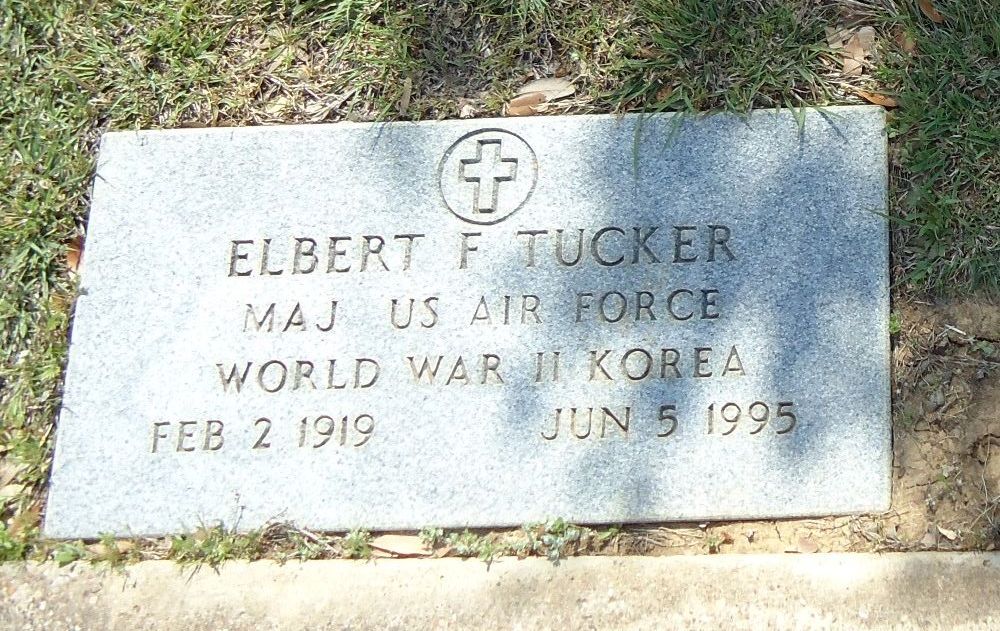 ELBERT F TUCKER
MAJ US AIR FORCE
WORLD WAR II KOREA
FEB 2 1919 JUN 5 1995